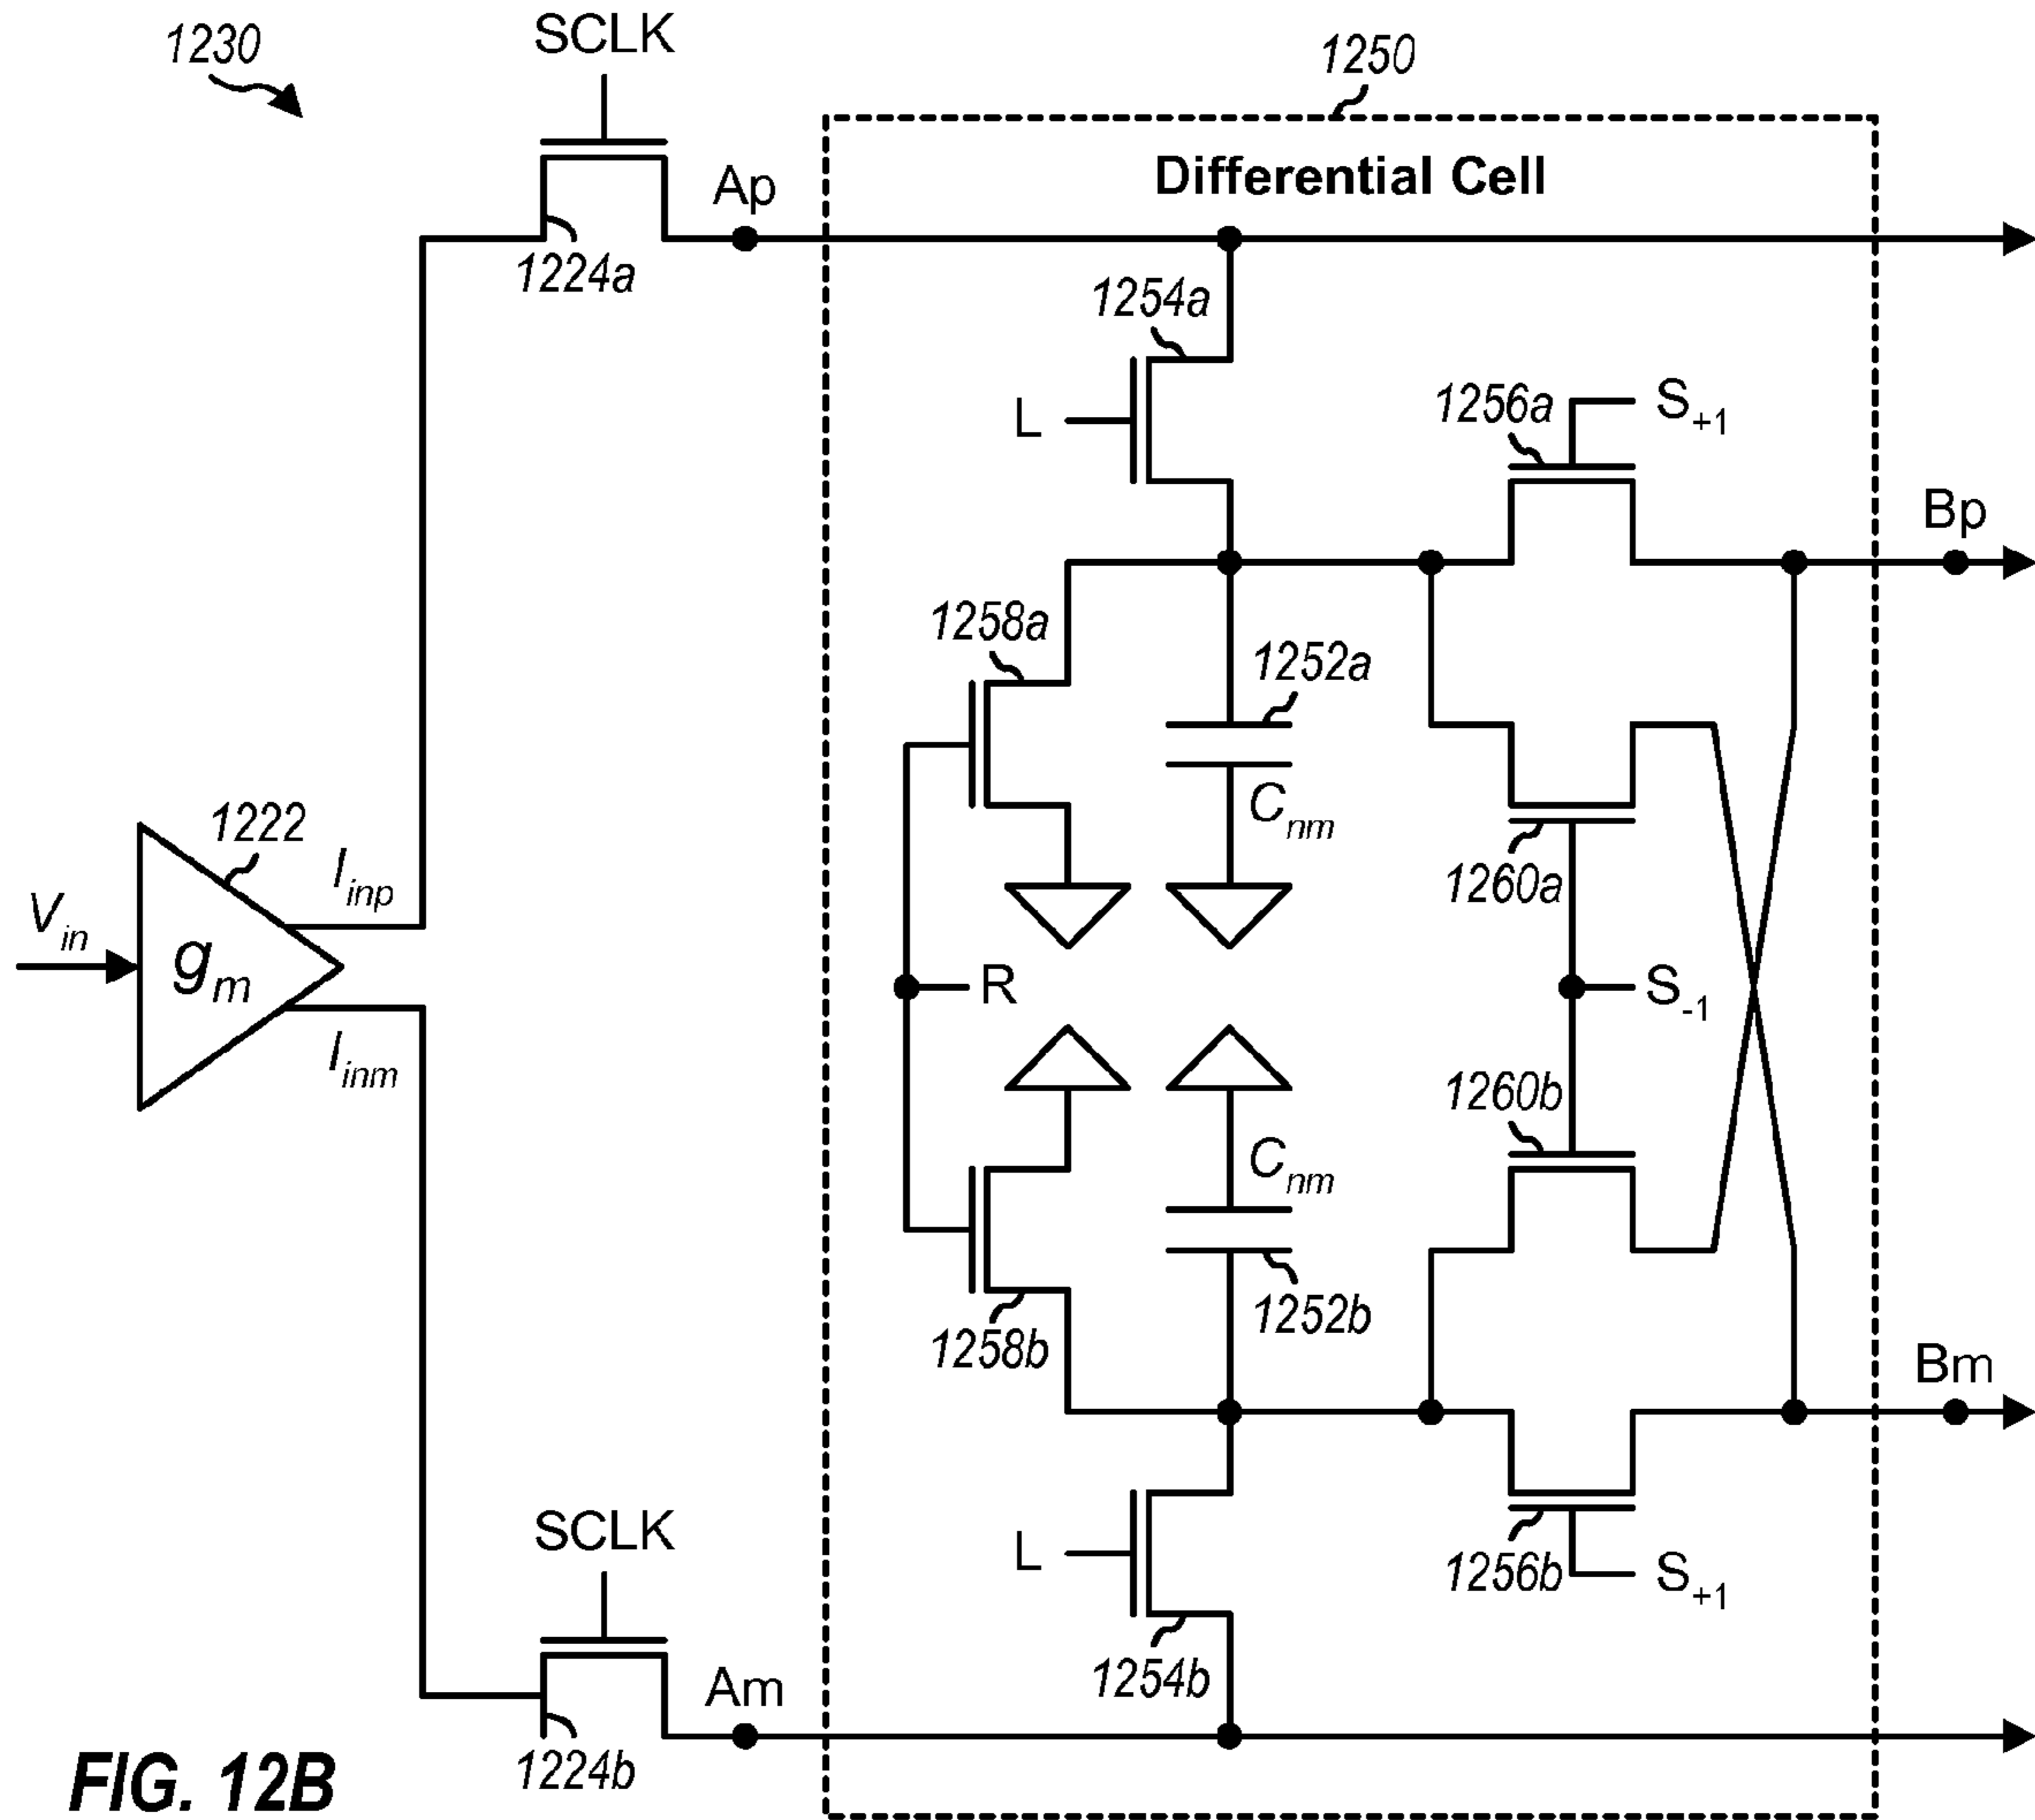 1230
SCLK
1250
Differential Cell
Ap
1224a
1254a
L
1256a
S+1
Bp
1258a
1252a
Cnm
1260a
1222
Iinp
Vin
gm
R
S-1
Iinm
1260b
Cnm
1252b
1258b
Bm
SCLK
L
1256b
S+1
Am
1254b
1224b
FIG. 12B